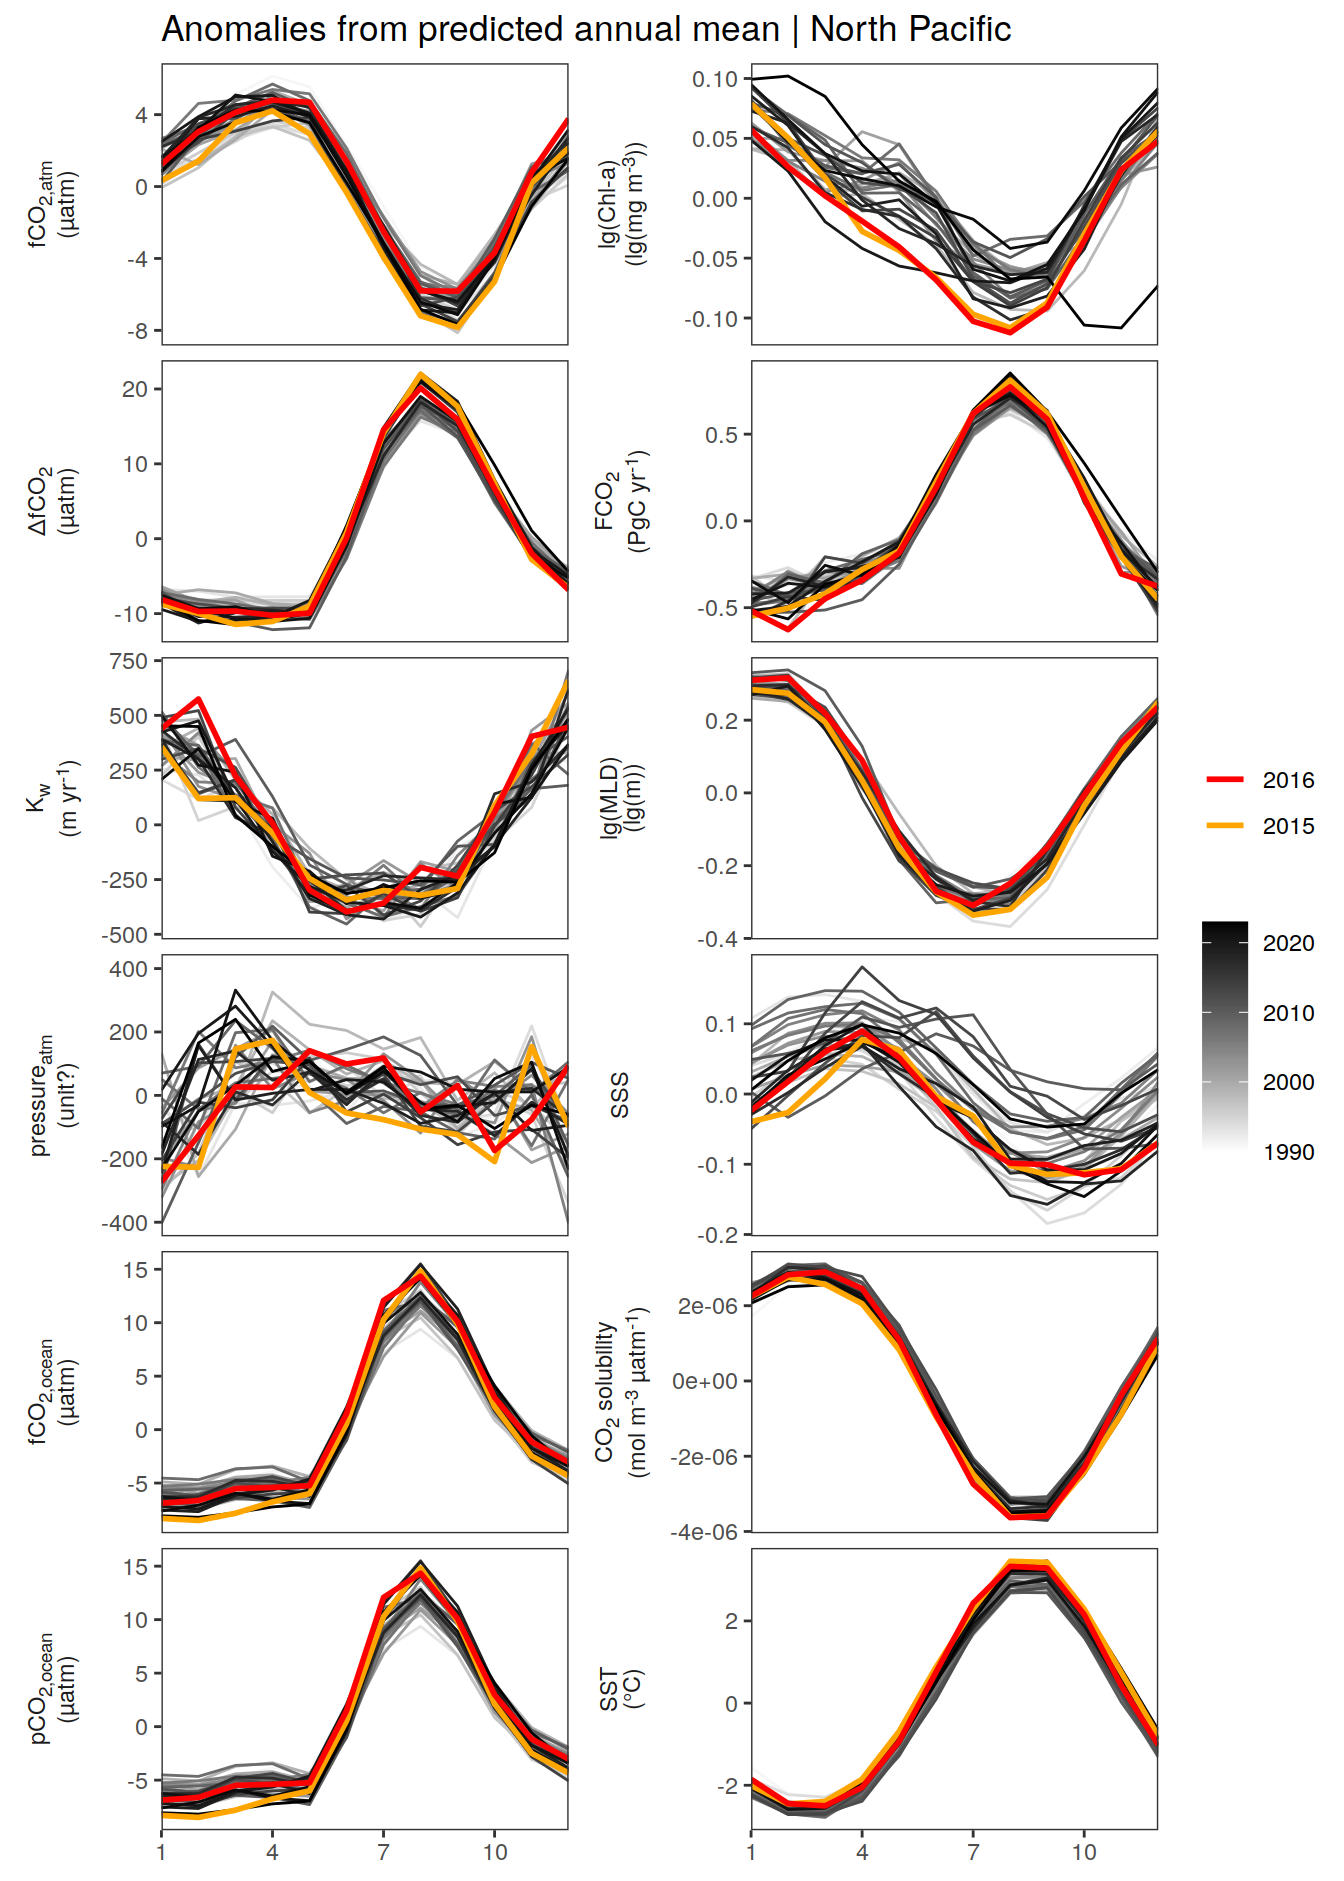 Anomalies from predicted annual mean | North Pacific
fCO2,atm
(µatm)
4
0
-4
-8
lg(Chl-a)
(lg(mg m-3))
0.10
0.05
0.00
-0.05
-0.10
ΔfCO2
(µatm)
20
10
0
-10
FCO2
(PgC yr-1)
0.5
0.0
-0.5
Kw
(m yr-1)
750
500
250
0
-250
-500
lg(MLD)
(lg(m))
0.2
0.0
-0.2
-0.4
pressureatm
(unit?)
400
200
0
-200
-400
SSS
0.1
0.0
-0.1
-0.2
fCO2,ocean
(µatm)
15
10
5
0
-5
CO2 solubility
(mol m-3 µatm-1)
2e-06
0e+00
-2e-06
-4e-06
pCO2,ocean
(µatm)
15
10
5
0
-5
SST
(°C)
2
0
-2
1
4
7
10
1
4
7
10
2016
2015
2020
2010
2000
1990